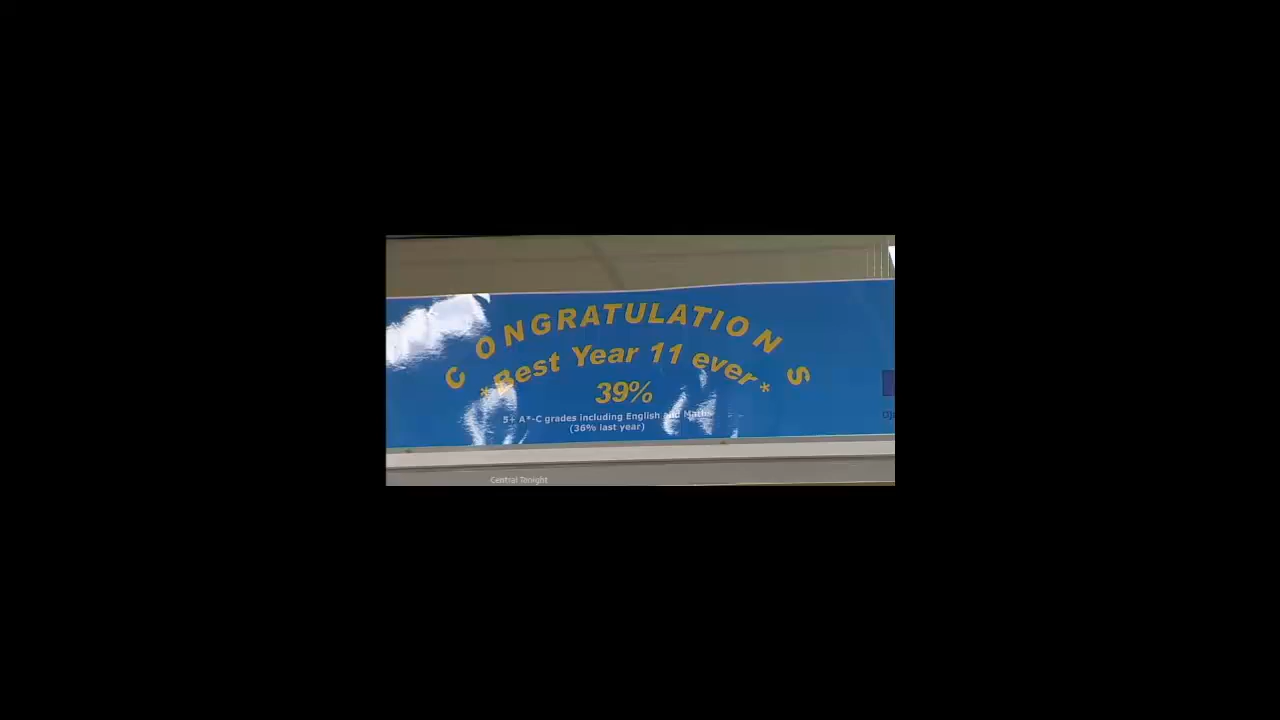 CONGRATULATIONS
*Best Year 11 ever*
39%
5+ A*-C grades including English and Maths
(36% last year)
Central Tonight